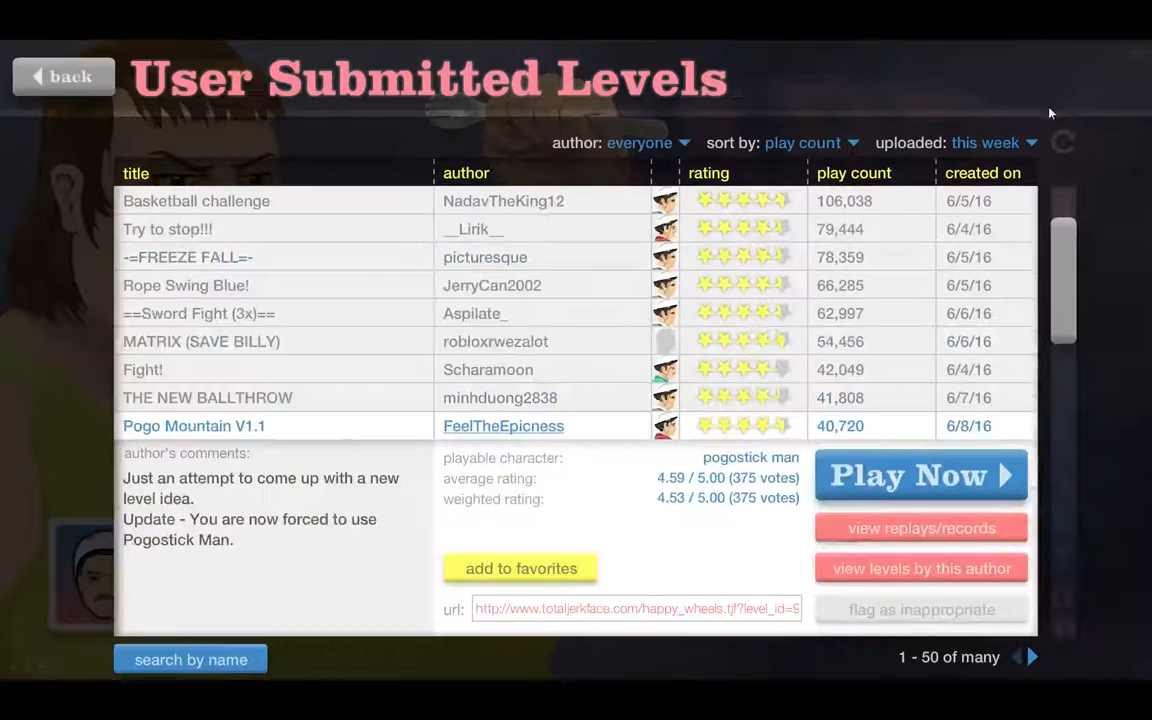 back
User Submitted Levels
author: everyone sort by: play count uploaded: this week
title author rating play count created on
Basketball challenge NadavTheKing12 106,038 6/5/16
Try to stop!!! __Lirik__ 79,444 6/4/16
-=FREEZE FALL=- picturesque 78,359 6/6/16
Rope Swing Blue! JerryCan2002 66,285 6/5/16
==Sword Fight (3x)== Aspilate_ 62,997 6/6/16
MATRIX (SAVE BILLY) robloxrwezalot 54,456 6/6/16
Fight! Scharamoon 42,049 6/4/16
THE NEW BALLTHROW minhduong2838 41,808 6/7/16
Pogo Mountain V1.1 FeelTheEpicness 40,720 6/8/16
author's comments:
Just an attempt to come up with a new
level idea.
Update - You are now forced to use
Pogostick Man.
playable character: pogostick man
average rating: 4.59 / 5.00 (375 votes)
weighted rating: 4.53 / 5.00 (375 votes)
add to favorites
url: http://www.totaljerkface.com/happy_wheels.tjf?level_id=9
Play Now
view replays/records
view levels by this author
flag as inappropriate
search by name
1 - 50 of many